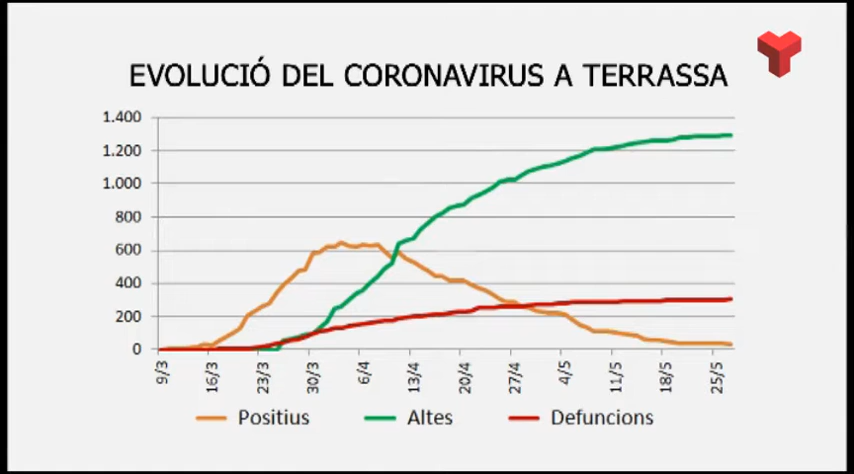 EVOLUCIÓ DEL CORONAVIRUS A TERRASSA
1.400
1.200
1.000
800
600
400
200
0
9/3 16/3 23/3 30/3 6/4 13/4 20/4 27/4 4/5 11/5 18/5 25/5
Positius Altes Defuncions